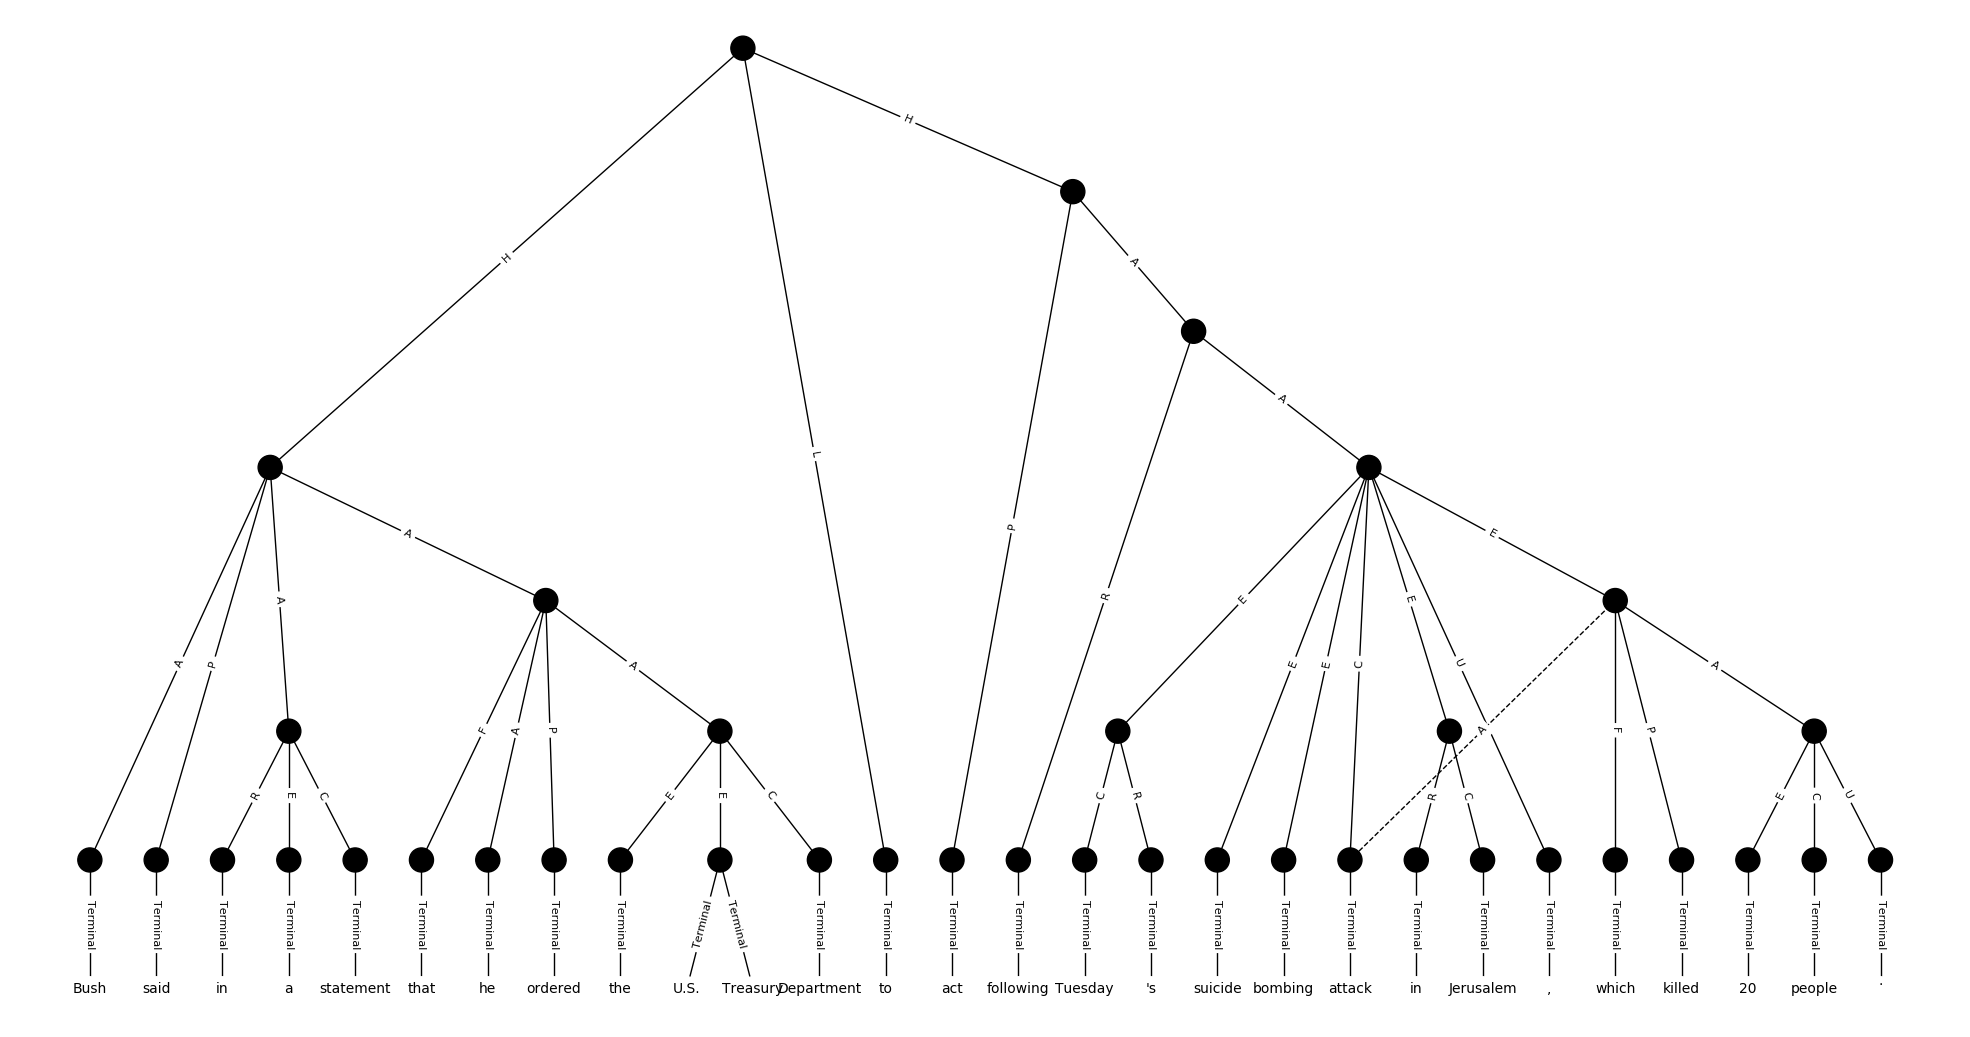 H
H
A
H
L
A
P
A
A
E
E
A
R
E
U
A
P
E
E
C
A
F
A
P
F
P
A
R
E
C
E
E
C
C
R
R
C
E
C
U
Terminal Terminal Terminal Terminal Terminal Terminal Terminal Terminal Terminal Terminal Terminal Terminal Terminal Terminal Terminal Terminal Terminal Terminal Terminal Terminal Terminal Terminal Terminal Terminal Terminal Terminal Terminal Terminal
Bush said in a statement that he ordered the U.S. Treasury Department to act following Tuesday 's suicide bombing attack in Jerusalem , which killed 20 people .